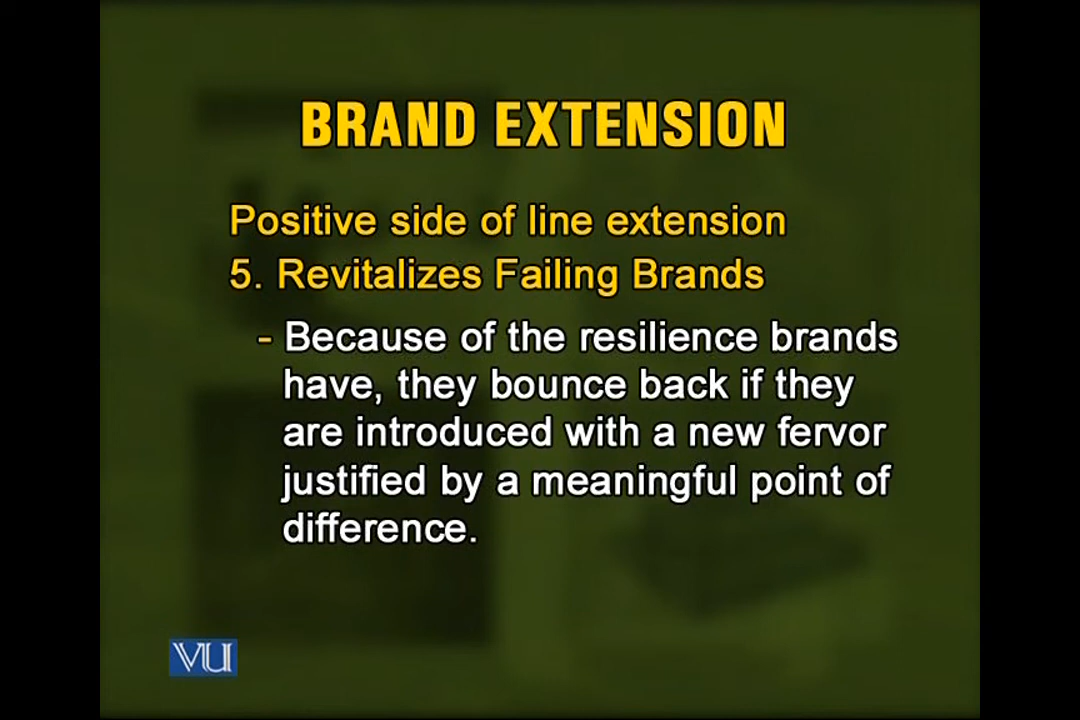 BRAND EXTENSION
Positive side of line extension
5. Revitalizes Failing Brands
- Because of the resilience brands
have, they bounce back if they
are introduced with a new fervor
justified by a meaningful point of
difference.
VU